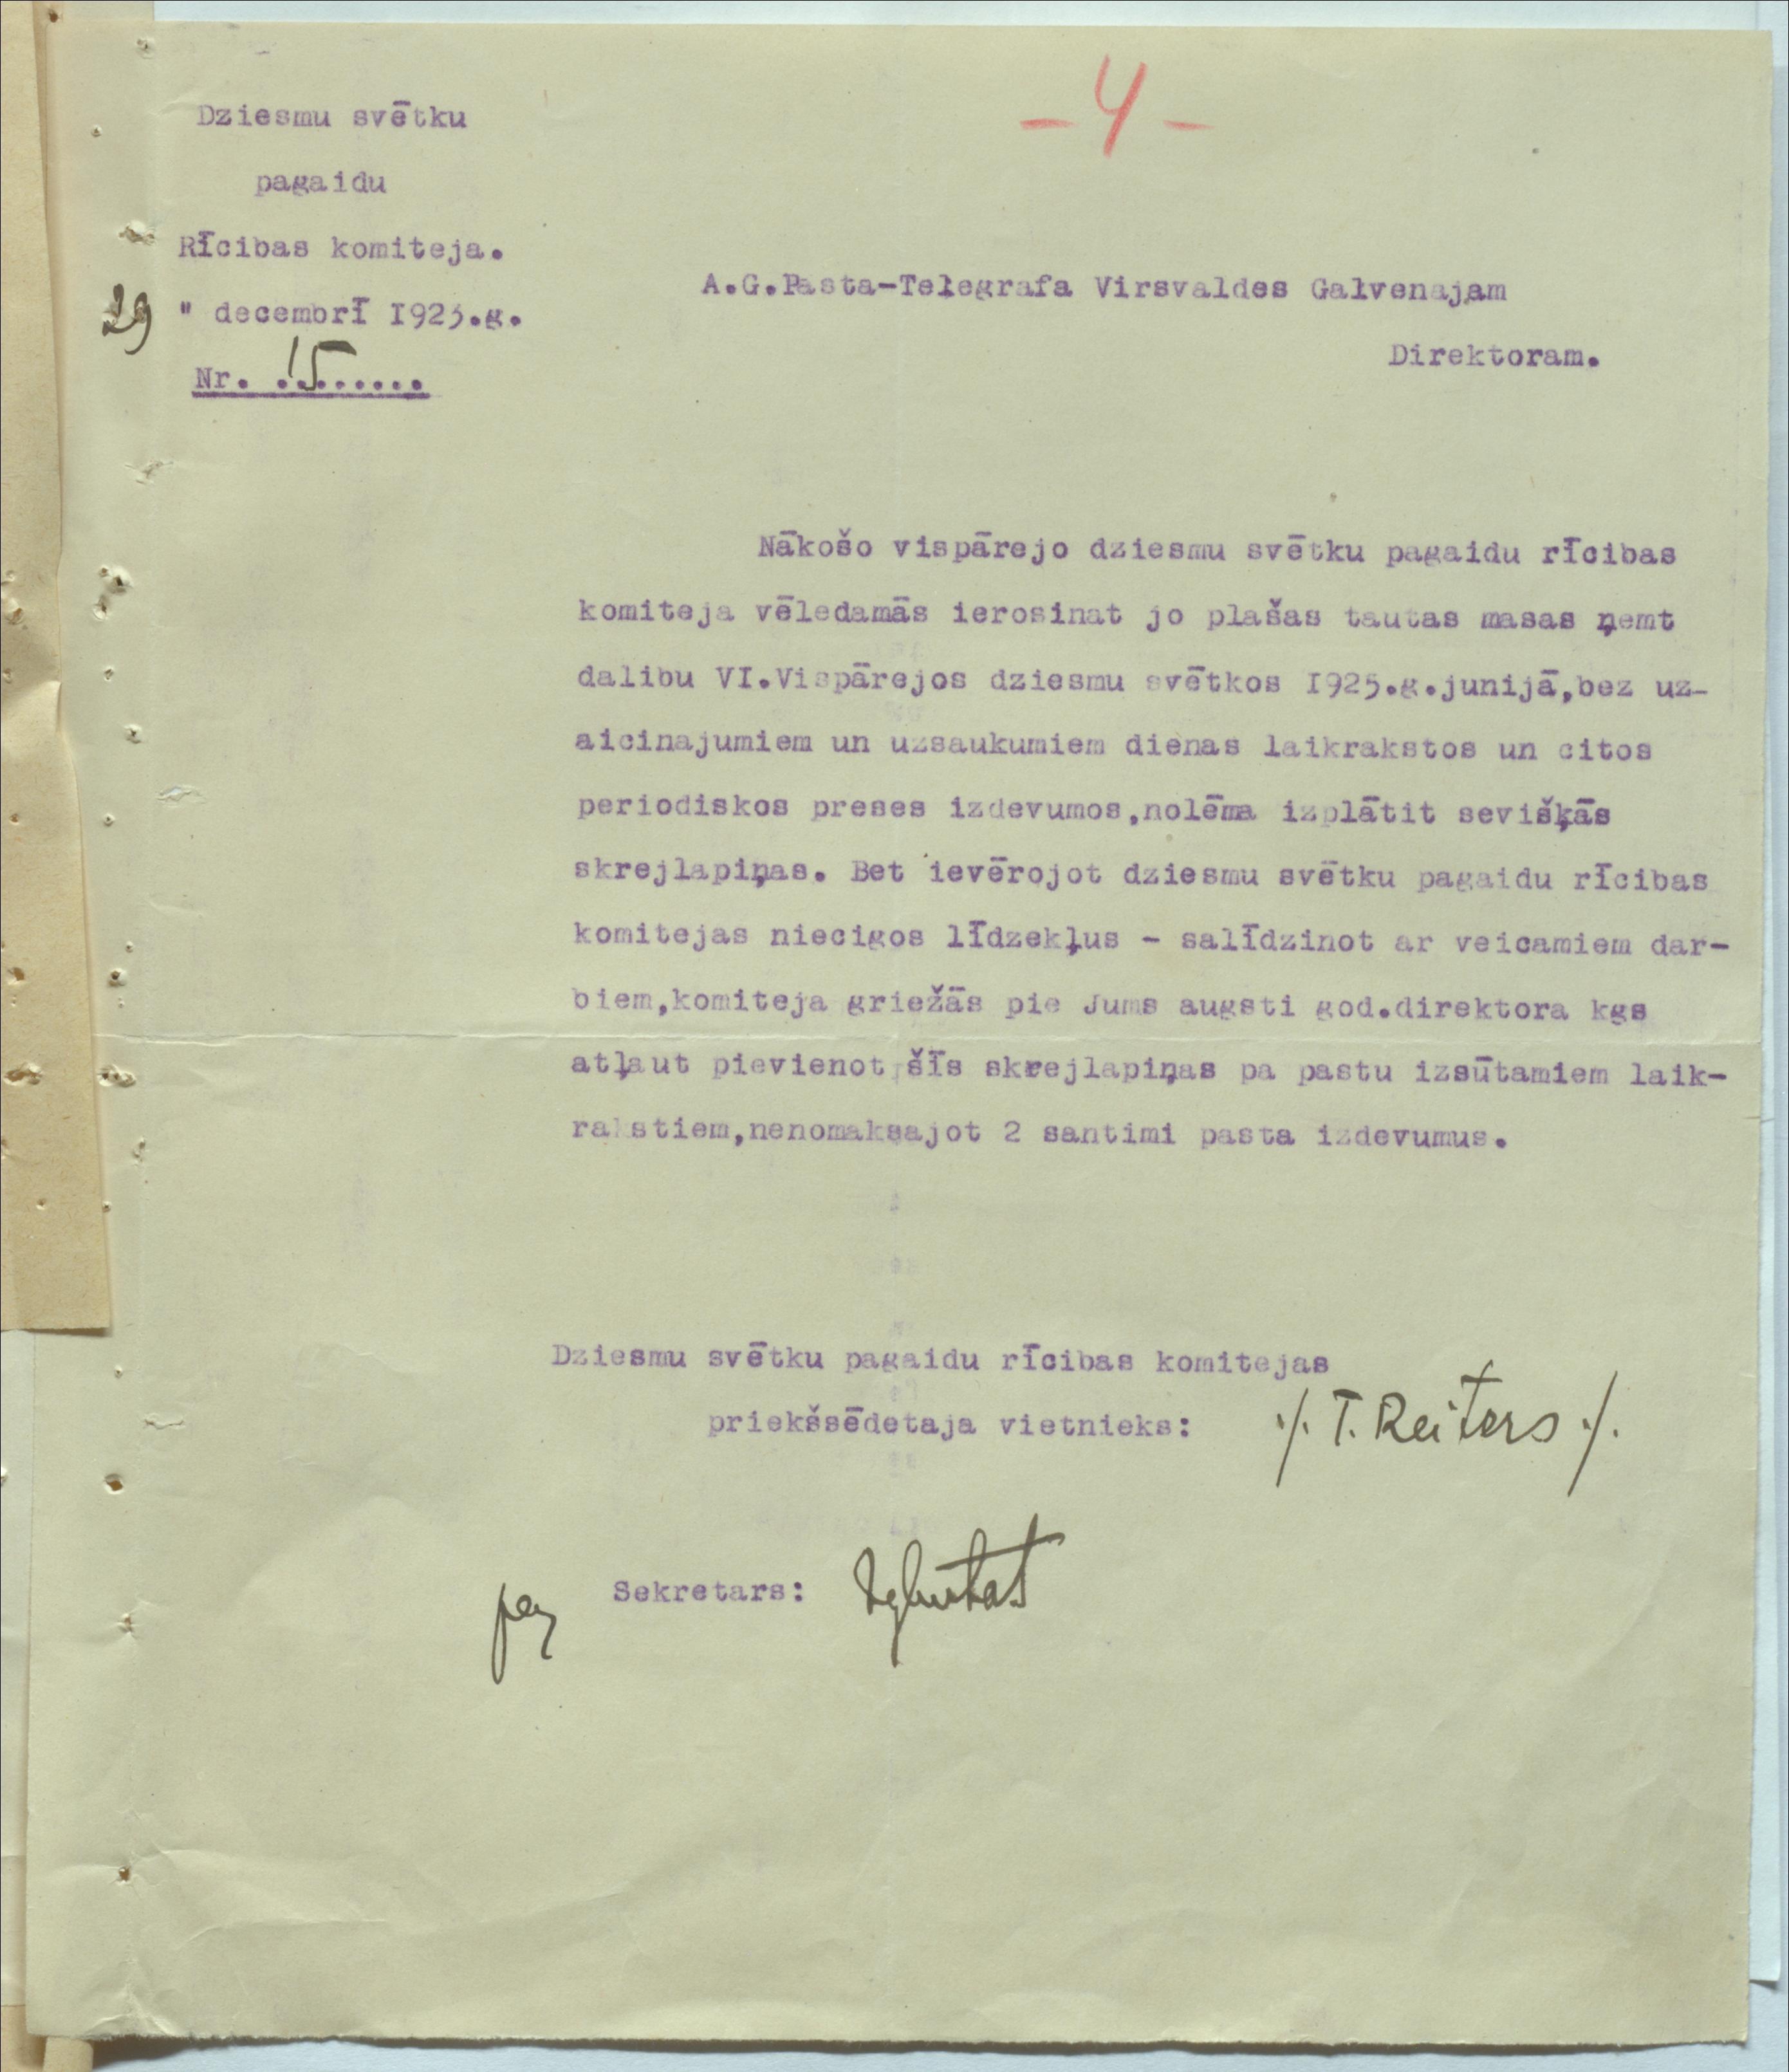 - 4 -
Dziesmu svētku
pagaidu
Rīcibas komiteja.
29 " decembrī 1923.g.
Nr. 15........
A.G.Pasta-Telegrafa Virsvaldes Galvenajam
Direktoram.
Nākošo vispārejo dziesmu svētku pagaidu rīcibas
komiteja vēledamās ierosinat jo plašas tautas masas ņemt
dalibu VI.Vispārejos dziesmu svētkos 1925.g.junijā,bez uz-
aicinajumiem un uzsaukumiem dienas laikrakstos un citos
periodiskos preses izdevumos,nolēma izplātit sevišķās
skrejlapiņas. Bet ievērojot dziesmu svētku pagaidu rīcibas
komitejas niecigos līdzekļus - salīdzinot ar veicamiem dar-
biem,komiteja griežās pie Jums augsti god.direktora kgs
atļaut pievienot šīs skrejlapiņas pa pastu izsūtamiem laik-
rakstiem,nenomaksajot 2 santimi pasta izdevumus.
Dziesmu svētku pagaidu rīcibas komitejas
priekšsēdetaja vietnieks: ./. T. Reiters ./.
Sekretars: